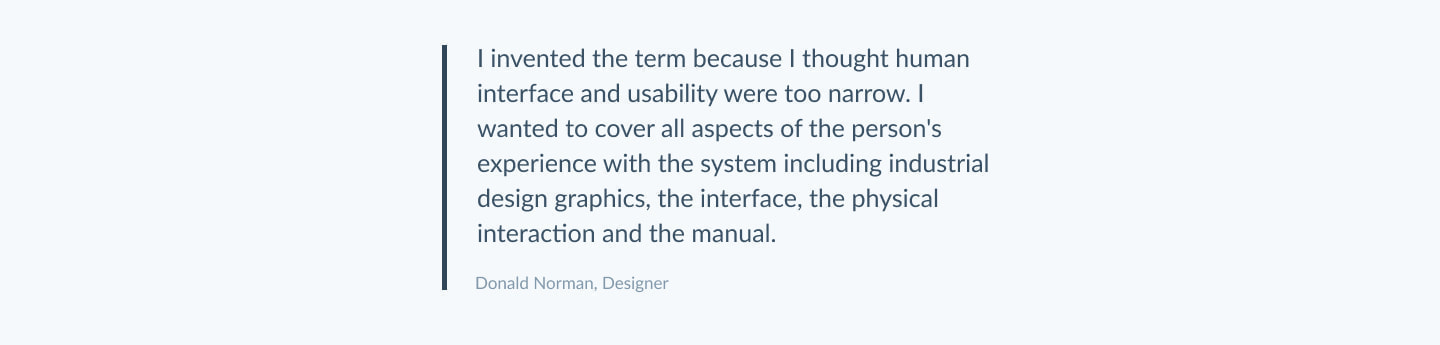 I invented the term because I thought human
interface and usability were too narrow. I
wanted to cover all aspects of the person's
experience with the system including industrial
design graphics, the interface, the physical
interaction and the manual.
Donald Norman, Designer